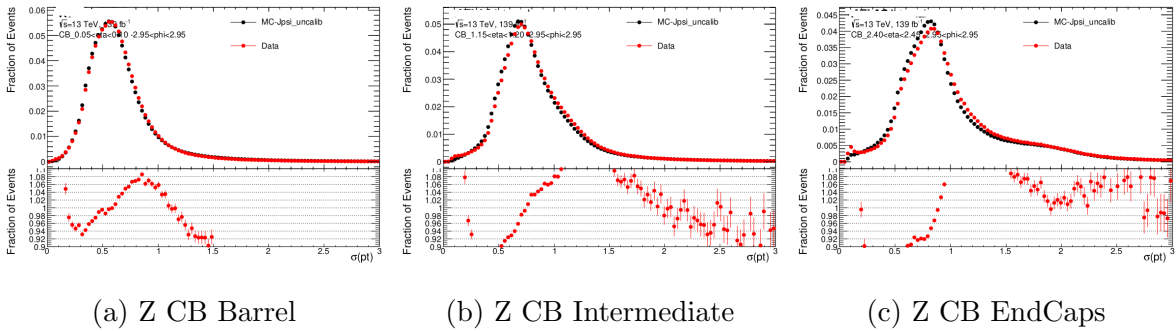 Fraction of Events
0.06
0.05
0.04
0.03
0.02
0.01
0
√s=13 TeV, 139 fb⁻¹
MC-Jpsi_uncalib
Data
Fraction of Events
1.08
1.06
1.04
1.02
1
0.98
0.96
0.94
0.92
0.9
0 0.5 1 1.5 2 2.5 3
σ(pt)
(a) Z CB Barrel
Fraction of Events
0.05
0.04
0.03
0.02
0.01
0
√s=13 TeV, 139 fb⁻¹
MC-Jpsi_uncalib
Data
Fraction of Events
1.1
1.08
1.06
1.04
1.02
1
0.98
0.96
0.94
0.92
0.9
0 0.5 1 1.5 2 2.5 3
σ(pt)
(b) Z CB Intermediate
Fraction of Events
0.045
0.04
0.035
0.03
0.025
0.02
0.015
0.01
0.005
0
√s=13 TeV, 139 fb⁻¹
MC-Jpsi_uncalib
Data
Fraction of Events
1.1
1.08
1.06
1.04
1.02
1
0.98
0.96
0.94
0.92
0.9
0 0.5 1 1.5 2 2.5 3
σ(pt)
(c) Z CB EndCaps